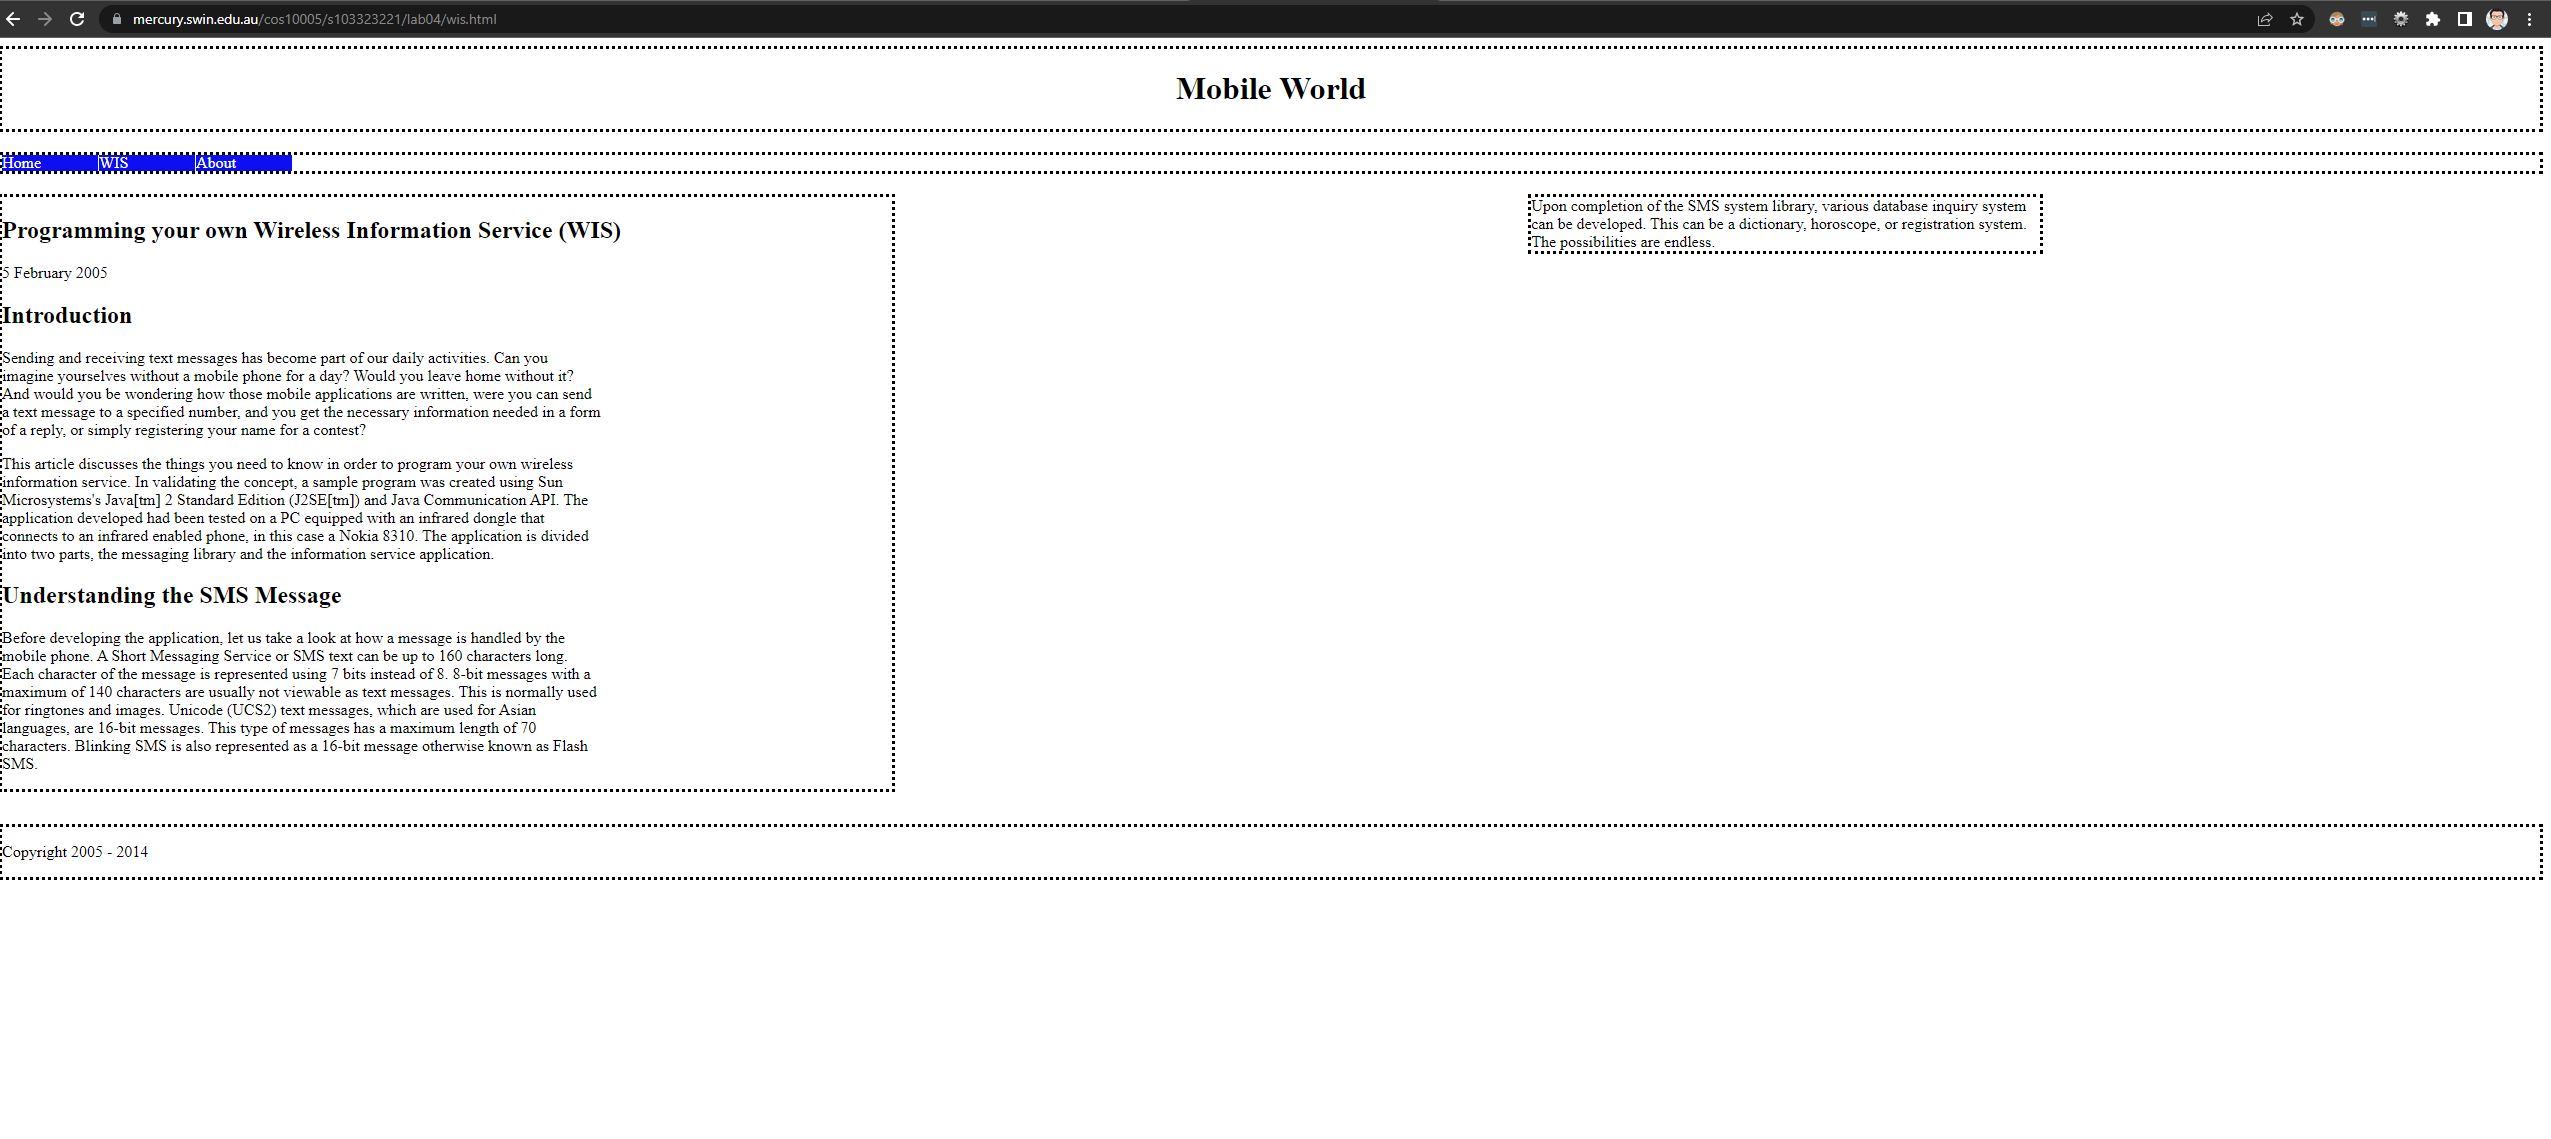 mercury.swin.edu.au/cos10005/s103323221/lab04/wis.html
Mobile World
Home WIS About
Programming your own Wireless Information Service (WIS)
5 February 2005
Introduction
Sending and receiving text messages has become part of our daily activities. Can you
imagine yourselves without a mobile phone for a day? Would you leave home without it?
And would you be wondering how those mobile applications are written, were you can send
a text message to a specified number, and you get the necessary information needed in a form
of a reply, or simply registering your name for a contest?
This article discusses the things you need to know in order to program your own wireless
information service. In validating the concept, a sample program was created using Sun
Microsystems's Java[tm] 2 Standard Edition (J2SE[tm]) and Java Communication API. The
application developed had been tested on a PC equipped with an infrared dongle that
connects to an infrared enabled phone, in this case a Nokia 8310. The application is divided
into two parts, the messaging library and the information service application.
Understanding the SMS Message
Before developing the application, let us take a look at how a message is handled by the
mobile phone. A Short Messaging Service or SMS text can be up to 160 characters long.
Each character of the message is represented using 7 bits instead of 8. 8-bit messages with a
maximum of 140 characters are usually not viewable as text messages. This is normally used
for ringtones and images. Unicode (UCS2) text messages, which are used for Asian
languages, are 16-bit messages. This type of messages has a maximum length of 70
characters. Blinking SMS is also represented as a 16-bit message otherwise known as Flash
SMS.
Upon completion of the SMS system library, various database inquiry system
can be developed. This can be a dictionary, horoscope, or registration system.
The possibilities are endless.
Copyright 2005 - 2014